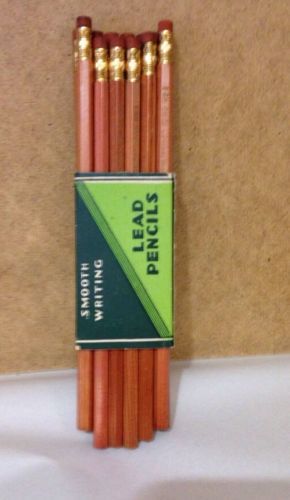 SMOOTH
WRITING
LEAD
PENCILS